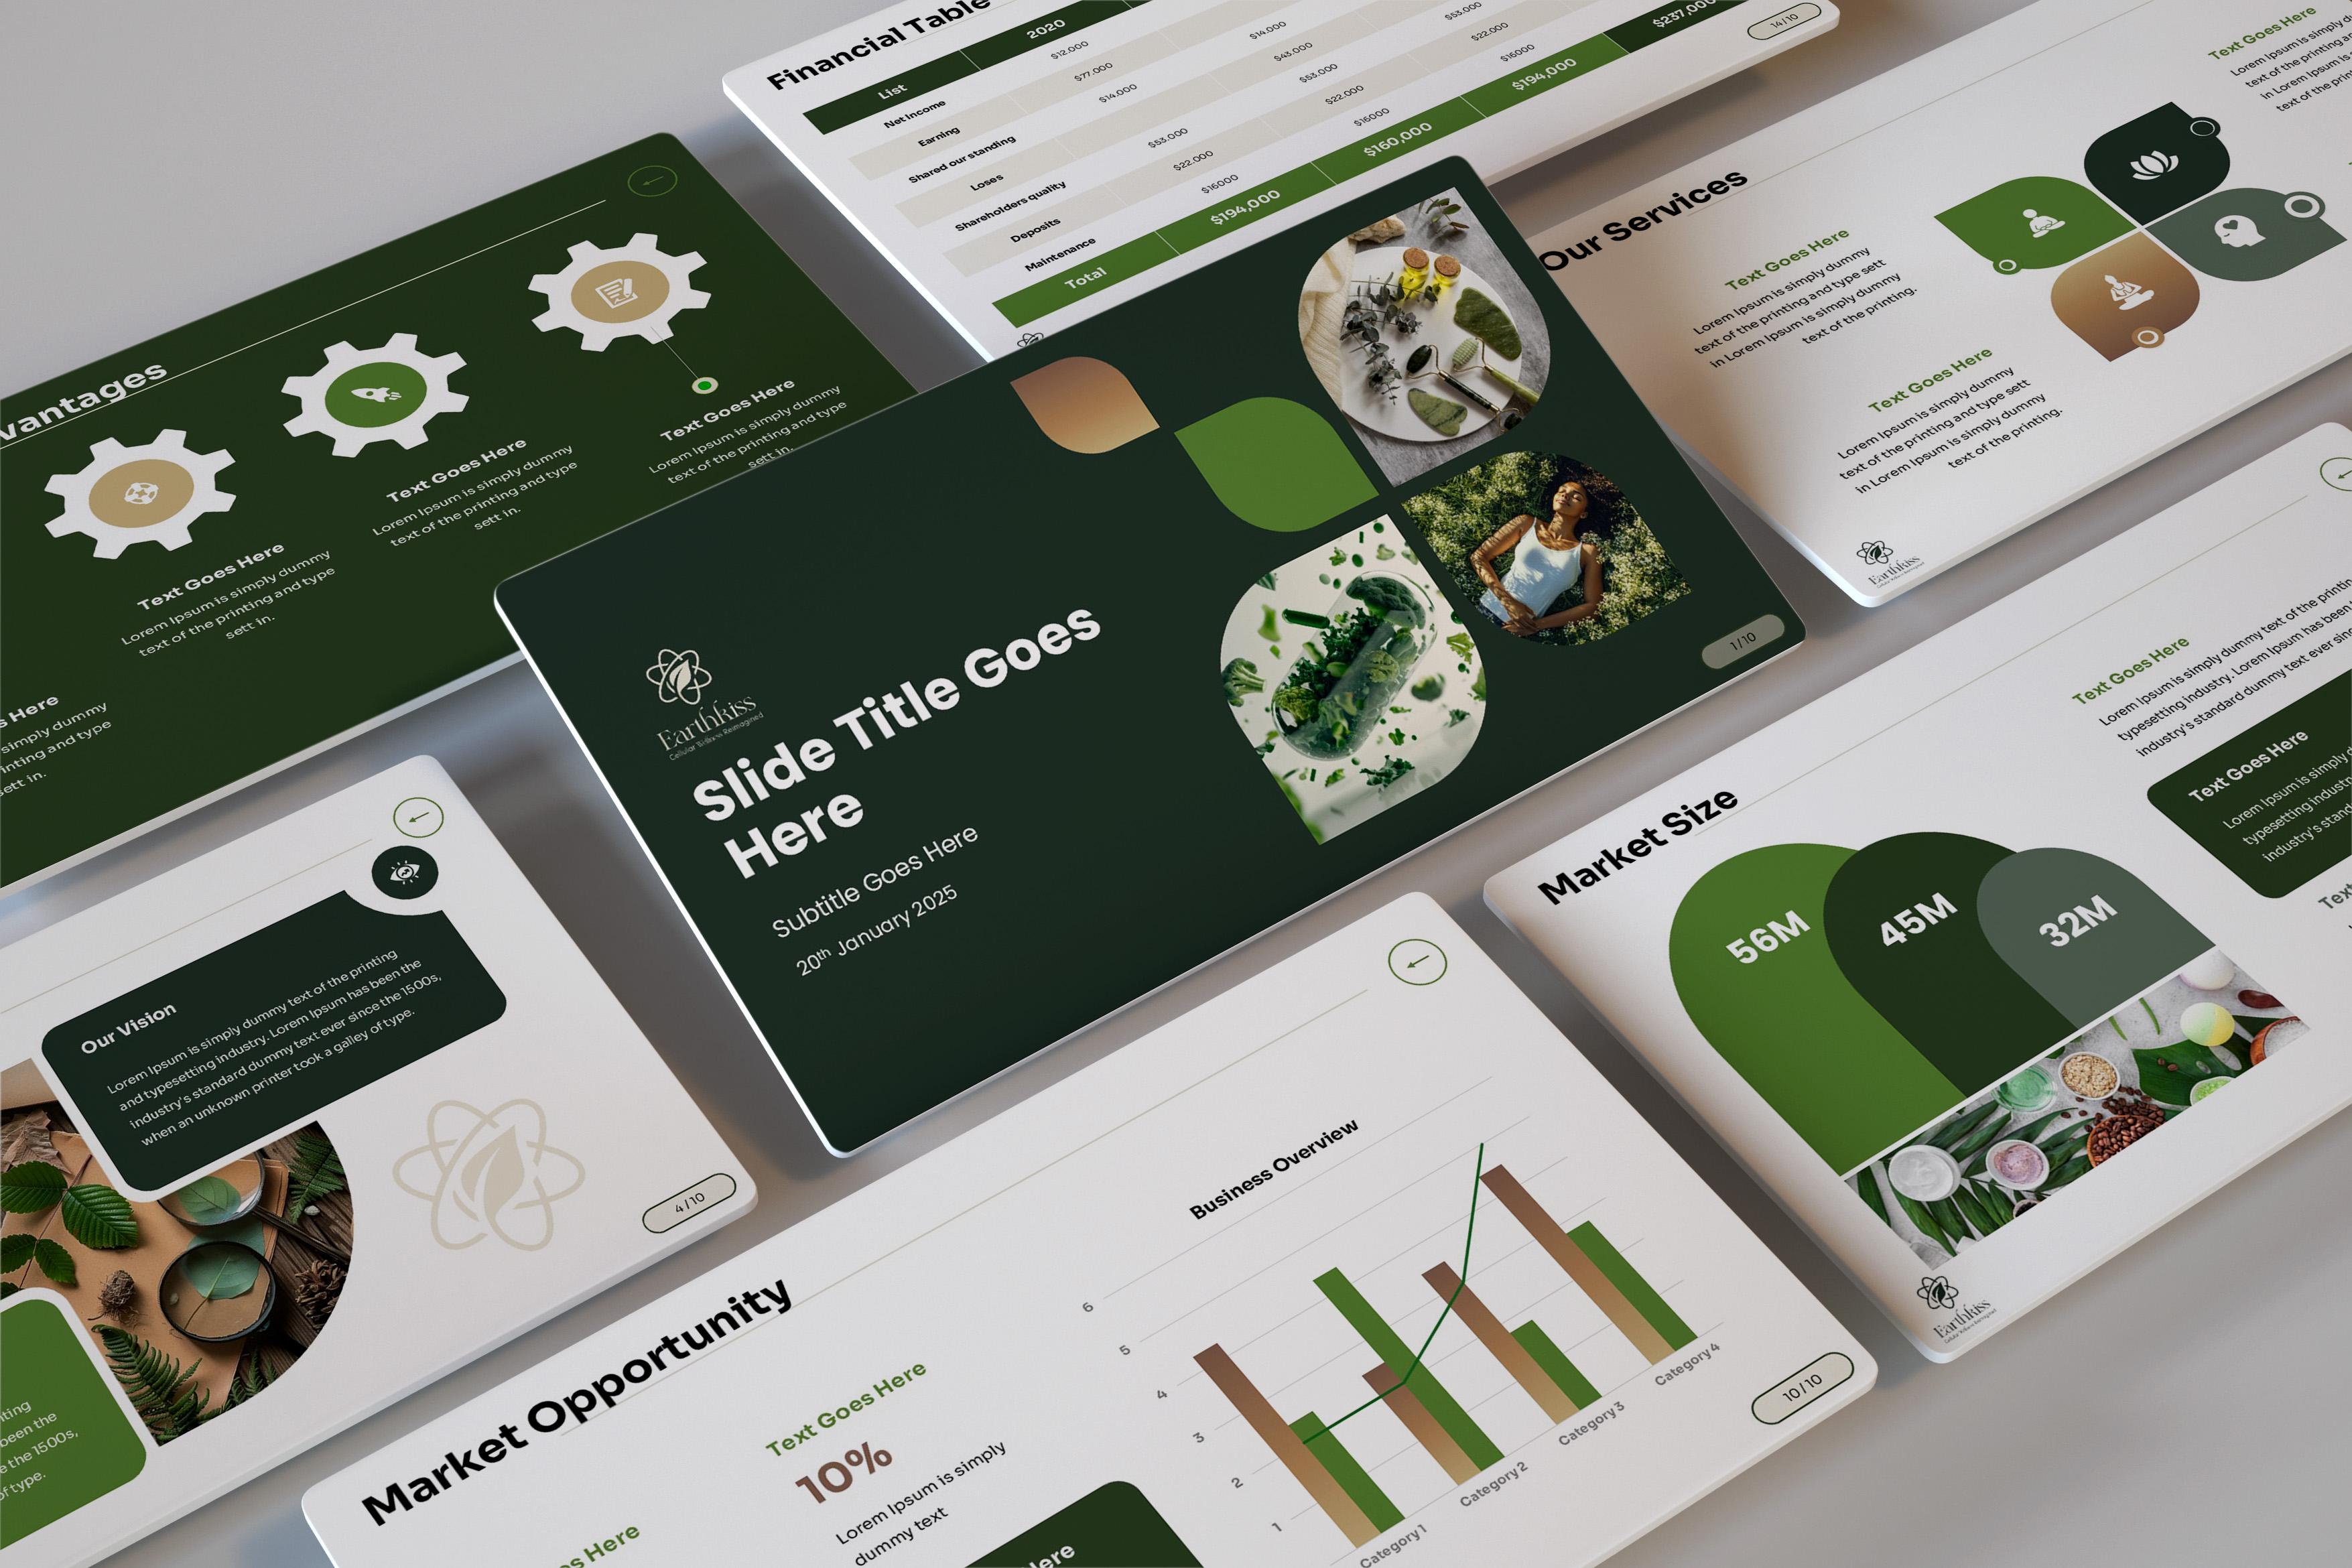 Financial Table
List
2020
Net Income
$12.000
$14.000
$53.000
Earning
$77.000
$43.000
$22.000
Shared our standing
$14.000
$53.000
$16000
Loses
$53.000
$22.000
Shareholders quality
$22.000
$16000
Deposits
$16000
Maintenance
Total
$194,000
$160,000
$194,000
$237,000
14/10
vantages
Text Goes Here
Lorem Ipsum is simply dummy
text of the printing and type
sett in.
Text Goes Here
Lorem Ipsum is simply dummy
text of the printing and type
sett in.
Text Goes Here
Lorem Ipsum is simply dummy
text of the printing and type
sett in.
s Here
simply dummy
inting and type
sett in.
Our Services
Text Goes Here
Lorem Ipsum is simply dummy
text of the printing and type sett
in Lorem Ipsum is simply dummy
text of the printing.
Text Goes Here
Lorem Ipsum is simply dummy
text of the printing and type sett
in Lorem Ipsum is simply dummy
text of the printing.
Text Goes Here
Lorem Ipsum is simply
text of the printing
in Lorem Ipsum is
text of the
Earthkiss
Earthkiss
Cellular Wellness Reimagined
Slide Title Goes
Here
Subtitle Goes Here
20th January 2025
1/10
Our Vision
Lorem Ipsum is simply dummy text of the printing
and typesetting industry. Lorem Ipsum has been the
industry's standard dummy text ever since the 1500s,
when an unknown printer took a galley of type.
nting
been the
e the 1500s,
of type.
4/10
Market Size
56M
45M
32M
Text Goes Here
Lorem Ipsum is simply dummy text of the printing
typesetting industry. Lorem Ipsum has been
industry's standard dummy text ever since
Text Goes Here
Lorem Ipsum is simply
typesetting industry
industry's standard
Text
Earthkiss
Market Opportunity
Text Goes Here
10%
Lorem Ipsum is simply
dummy text
es Here
Here
Business Overview
6
5
4
3
2
1
Category 1
Category 2
Category 3
Category 4
10/10